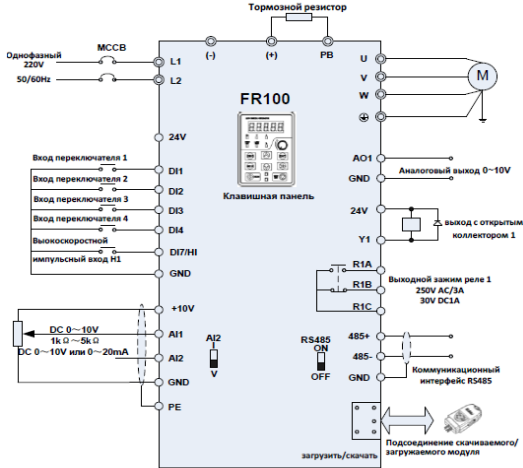 Тормозной резистор
MCCB
Однофазный
220V
50/60Hz
L1
L2
(-)
(+)
PB
U
V
W
M
FR100
Клавишная панель
24V
Вход переключателя 1
DI1
Вход переключателя 2
DI2
Вход переключателя 3
DI3
Вход переключателя 4
DI4
Выокоскоростной
импульсный вход H1
DI7/HI
GND
AO1
Аналоговый выход 0~10V
GND
24V
выход с открытым
коллектором 1
Y1
R1A
R1B
R1C
Выходной зажим реле 1
250V AC/3A
30V DC1A
+10V
DC 0~10V
1kΩ~5kΩ
AI1
DC 0~10V или 0~20mA
AI2
GND
PE
AI2
I
V
RS485
ON
OFF
485+
485-
GND
Коммуникационный
интерфейс RS485
загрузить/скачать
Подсоединение скачиваемого/
загружаемого модуля